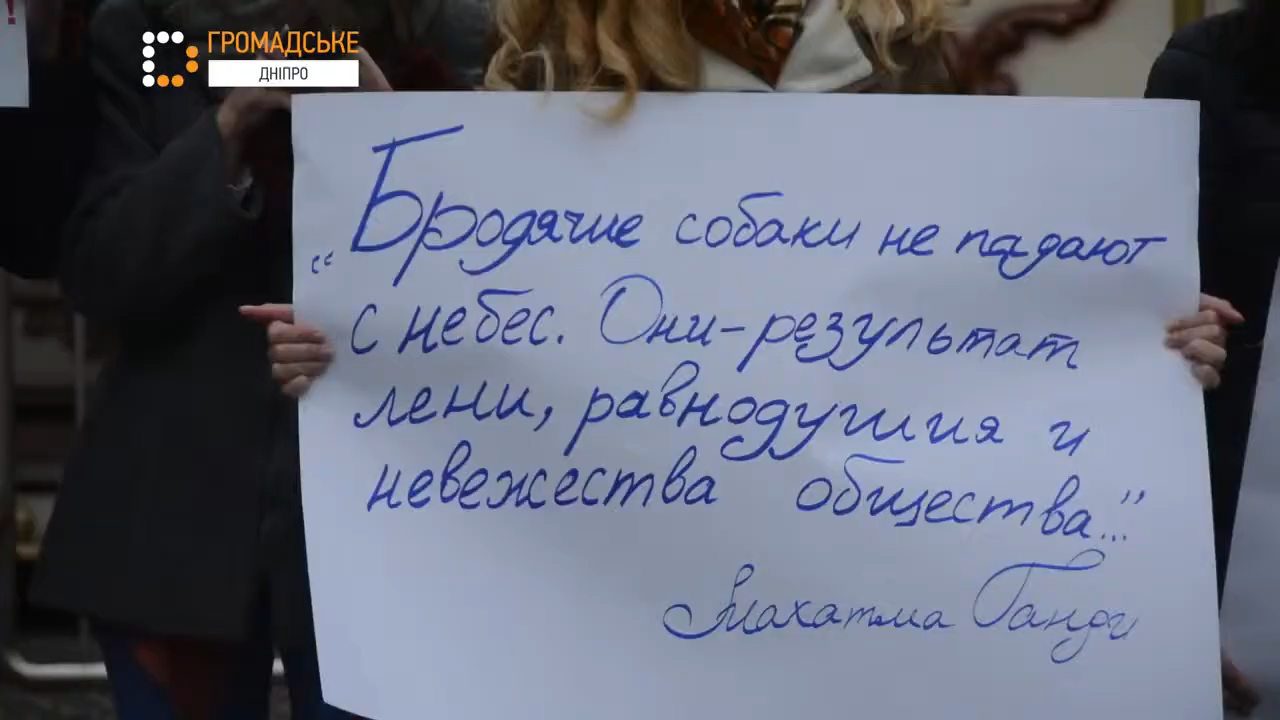 !
ГРОМАДСЬКЕ
ДНІПРО
"Бродячие собаки не падают
с небес. Они - результат
лени, равнодушия и
невежества общества..."
Махатма Ганди